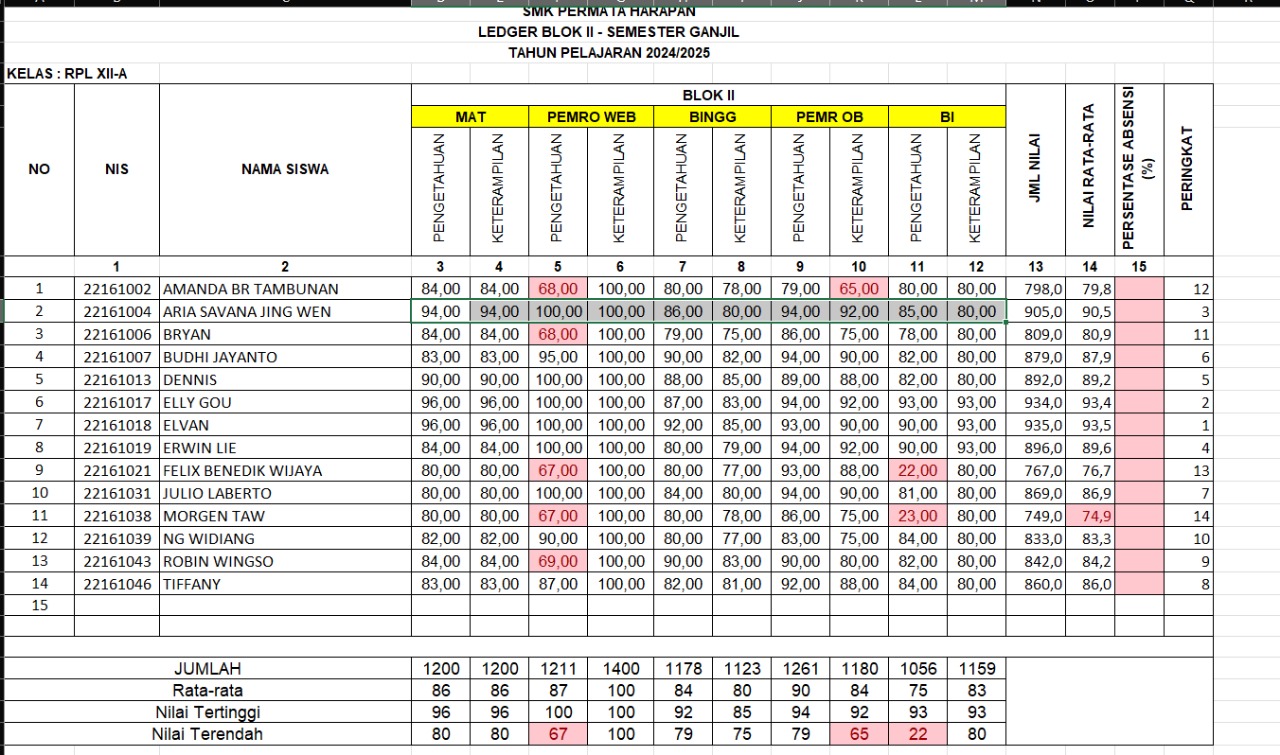 SMK PERMATA HARAPAN
LEDGER BLOK II - SEMESTER GANJIL
TAHUN PELAJARAN 2024/2025
KELAS : RPL XII-A
NO NIS NAMA SISWA BLOK II JML NILAI NILAI RATA-RATA PERSENTASE ABSENSI (%) PERINGKAT
MAT PEMRO WEB BINGG PEMR OB BI
PENGETAHUAN KETERAMPILAN PENGETAHUAN KETERAMPILAN PENGETAHUAN KETERAMPILAN PENGETAHUAN KETERAMPILAN PENGETAHUAN KETERAMPILAN
1 2 3 4 5 6 7 8 9 10 11 12 13 14 15
1 22161002 AMANDA BR TAMBUNAN 84,00 84,00 68,00 100,00 80,00 78,00 79,00 65,00 80,00 80,00 798,0 79,8 12
2 22161004 ARIA SAVANA JING WEN 94,00 94,00 100,00 100,00 86,00 80,00 94,00 92,00 85,00 80,00 905,0 90,5 3
3 22161006 BRYAN 84,00 84,00 68,00 100,00 79,00 75,00 86,00 75,00 78,00 80,00 809,0 80,9 11
4 22161007 BUDHI JAYANTO 83,00 83,00 95,00 100,00 90,00 82,00 94,00 90,00 82,00 80,00 879,0 87,9 6
5 22161013 DENNIS 90,00 90,00 100,00 100,00 88,00 85,00 89,00 88,00 82,00 80,00 892,0 89,2 5
6 22161017 ELLY GOU 96,00 96,00 100,00 100,00 87,00 83,00 94,00 92,00 93,00 93,00 934,0 93,4 2
7 22161018 ELVAN 96,00 96,00 100,00 100,00 92,00 85,00 93,00 90,00 90,00 93,00 935,0 93,5 1
8 22161019 ERWIN LIE 84,00 84,00 100,00 100,00 80,00 79,00 94,00 92,00 90,00 93,00 896,0 89,6 4
9 22161021 FELIX BENEDIK WIJAYA 80,00 80,00 67,00 100,00 80,00 77,00 93,00 88,00 22,00 80,00 767,0 76,7 13
10 22161031 JULIO LABERTO 80,00 80,00 100,00 100,00 84,00 80,00 94,00 90,00 81,00 80,00 869,0 86,9 7
11 22161038 MORGEN TAW 80,00 80,00 67,00 100,00 80,00 78,00 86,00 75,00 23,00 80,00 749,0 74,9 14
12 22161039 NG WIDIANG 82,00 82,00 90,00 100,00 80,00 77,00 83,00 75,00 84,00 80,00 833,0 83,3 10
13 22161043 ROBIN WINGSO 84,00 84,00 69,00 100,00 90,00 83,00 90,00 80,00 82,00 80,00 842,0 84,2 9
14 22161046 TIFFANY 83,00 83,00 87,00 100,00 82,00 81,00 92,00 88,00 84,00 80,00 860,0 86,0 8
15
JUMLAH 1200 1200 1211 1400 1178 1123 1261 1180 1056 1159
Rata-rata 86 86 87 100 84 80 90 84 75 83
Nilai Tertinggi 96 96 100 100 92 85 94 92 93 93
Nilai Terendah 80 80 67 100 79 75 79 65 22 80